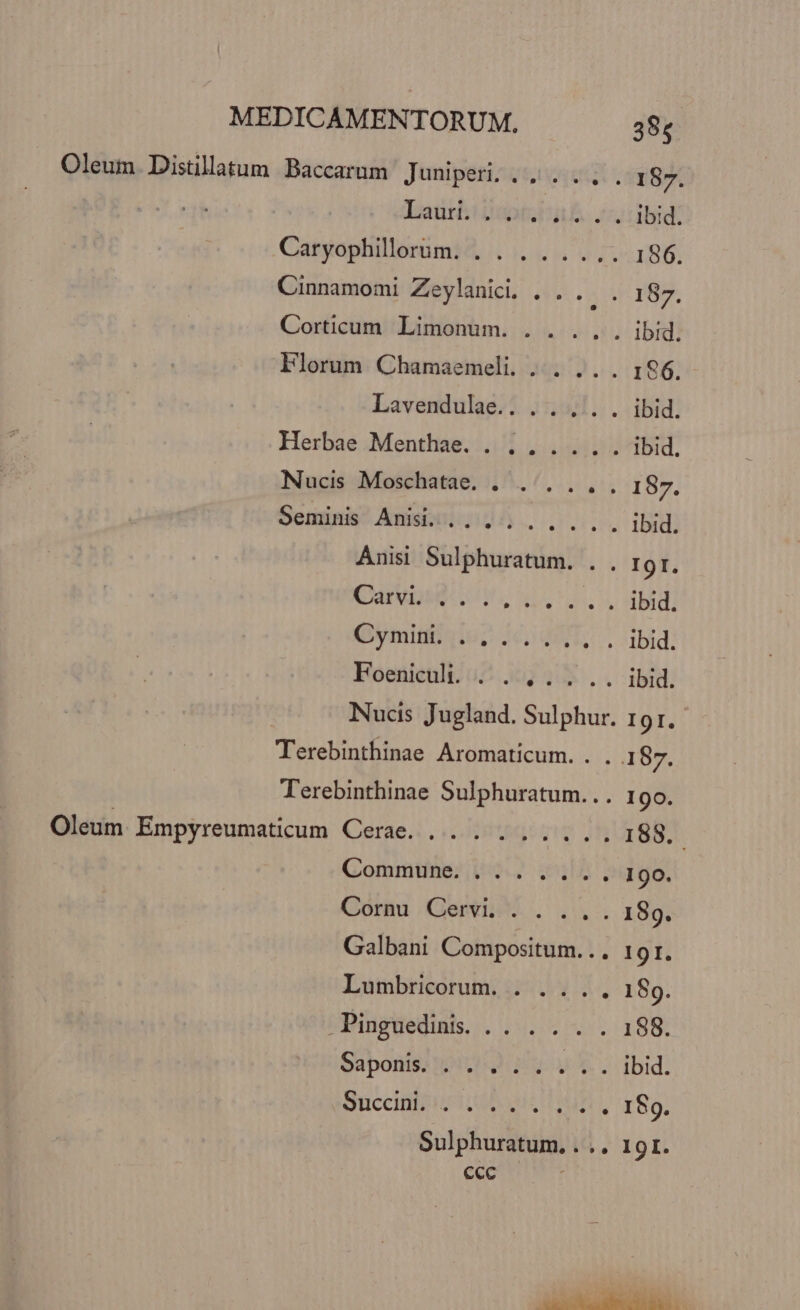 MEDICAMENTORUM. 385
Oleum Distillatum Baccarum Juniperi. . . . . . . 187.
Lauri. . . . . . . . . ibid.
Caryophillorum. . . . . . . . 186.
Cinnamomi Zeylanici. . . . . . 187.
Corticum Limonum. . . . . . ibid.
Florum Chamaemeli. . . . . . 186.
Lavendulae. . . . . . . . ibid.
Herbae Menthae. . . . . . . . ibid.
Nucis Moschatae. . . . . . . 187.
Seminis Anisi. . . . . . . . . ibid.
Anisi Sulphuratum. . . 191.
Carvi. . . . . . . . . . ibid.
Cymini. . . . . . . . . ibid.
Foeniculi. . . . . . . . ibid.
Nucis Jugland. Sulphur. 191.
Terebinthinae Aromaticum. . . 187.
Terebinthinae Sulphuratum. . . 190.
Oleum Empyreumaticum Cerae. . . . . . . . . . 188.
Commune. . . . . . . . 190.
Cornu Cervi. . . . . . 189.
Galbani Compositum. . . 191.
Lumbricorum. . . . . . 189.
Pinguedinis. . . . . . . 188.
Saponis. . . . . . . . . ibid.
Succini. . . . . . . . . 189.
Sulphuratum. . . . 191.
ccc